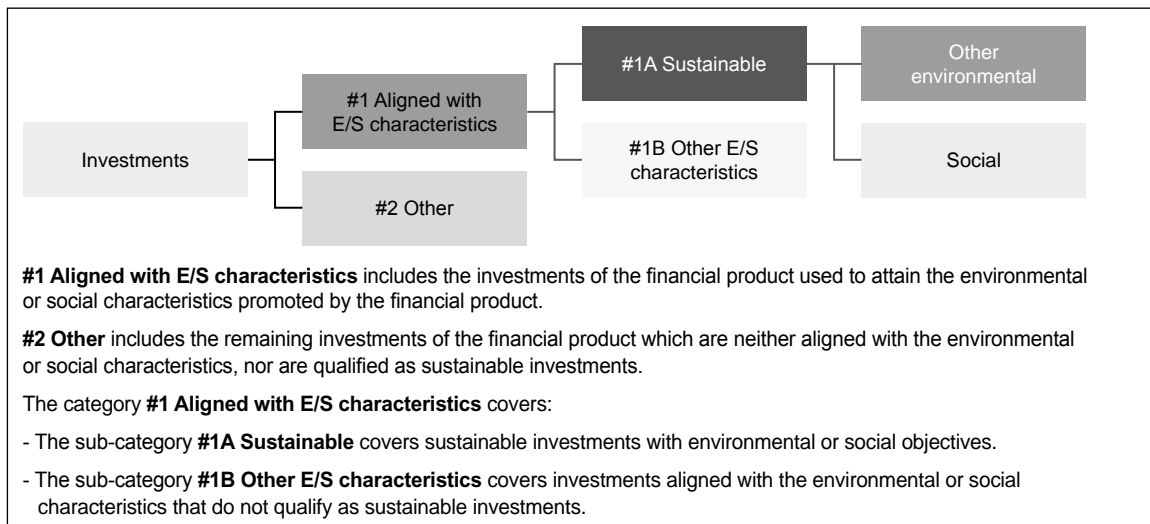 #1A Sustainable
Other
environmental
#1 Aligned with
E/S characteristics
Investments
#1B Other E/S
characteristics
Social
#2 Other
#1 Aligned with E/S characteristics includes the investments of the financial product used to attain the environmental
or social characteristics promoted by the financial product.
#2 Other includes the remaining investments of the financial product which are neither aligned with the environmental
or social characteristics, nor are qualified as sustainable investments.
The category #1 Aligned with E/S characteristics covers:
- The sub-category #1A Sustainable covers sustainable investments with environmental or social objectives.
- The sub-category #1B Other E/S characteristics covers investments aligned with the environmental or social
characteristics that do not qualify as sustainable investments.